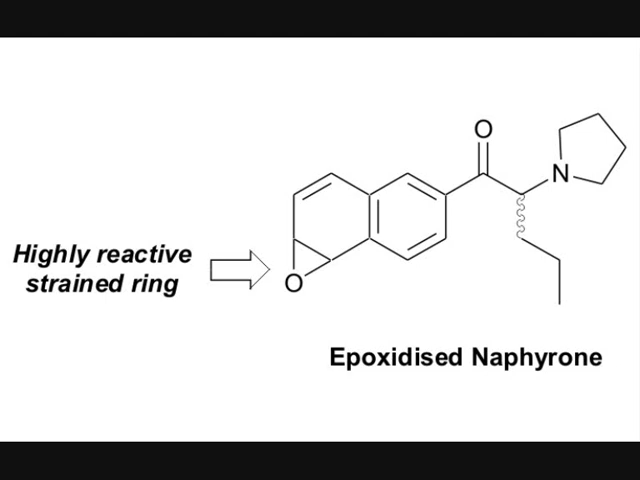 O
N
Highly reactive
strained ring
O
Epoxidised Naphyrone